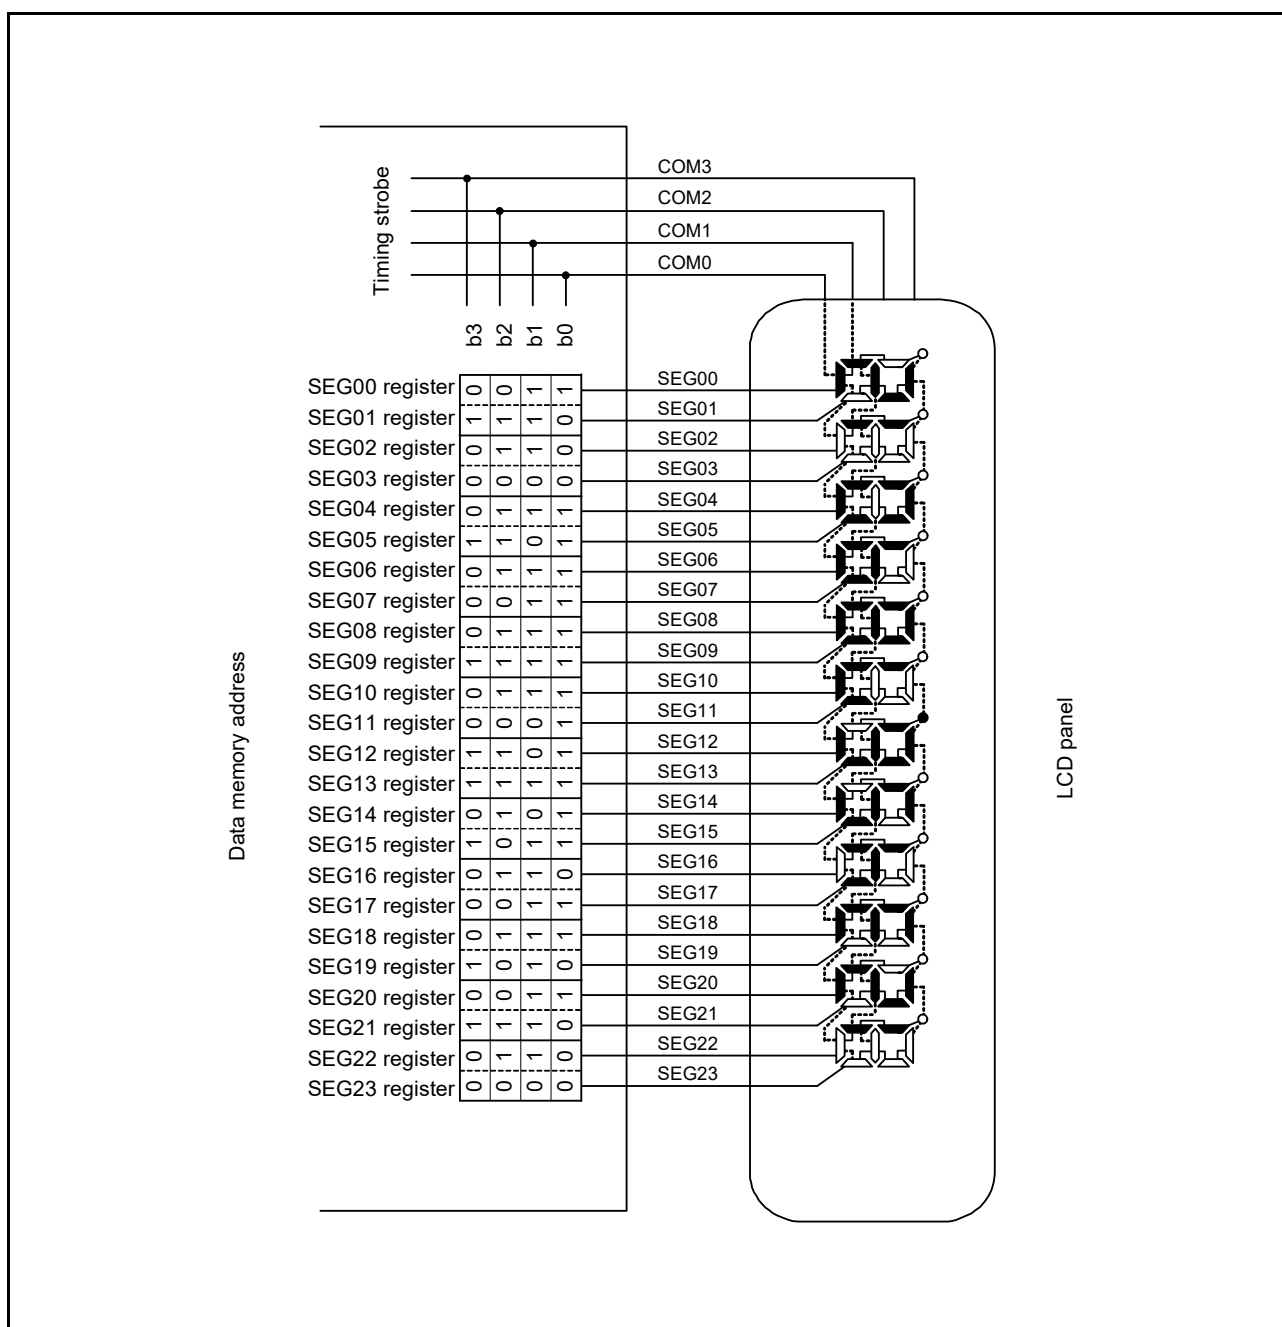 Timing strobe
COM3
COM2
COM1
COM0
b3 b2 b1 b0
SEG00 register 0 0 1 1 SEG00
SEG01 register 1 1 1 0 SEG01
SEG02 register 0 1 1 0 SEG02
SEG03 register 0 0 0 0 SEG03
SEG04 register 0 1 1 1 SEG04
SEG05 register 1 1 0 1 SEG05
SEG06 register 0 1 1 1 SEG06
SEG07 register 0 0 1 1 SEG07
SEG08 register 0 1 1 1 SEG08
SEG09 register 1 1 1 1 SEG09
SEG10 register 0 1 1 1 SEG10
SEG11 register 0 0 0 1 SEG11
SEG12 register 1 1 0 1 SEG12
SEG13 register 1 1 1 1 SEG13
SEG14 register 0 1 0 1 SEG14
SEG15 register 1 0 1 1 SEG15
SEG16 register 0 1 1 0 SEG16
SEG17 register 0 0 1 1 SEG17
SEG18 register 0 1 1 1 SEG18
SEG19 register 1 0 1 0 SEG19
SEG20 register 0 0 1 1 SEG20
SEG21 register 1 1 1 0 SEG21
SEG22 register 0 1 1 0 SEG22
SEG23 register 0 0 0 0 SEG23
Data memory address
LCD panel